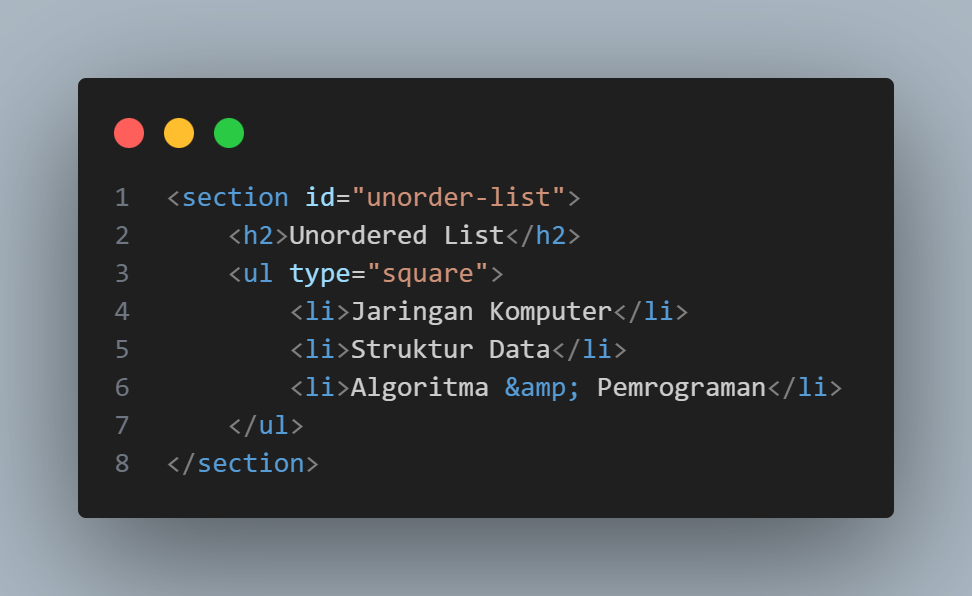 1 <section id="unorder-list">
2     <h2>Unordered List</h2>
3     <ul type="square">
4         <li>Jaringan Komputer</li>
5         <li>Struktur Data</li>
6         <li>Algoritma &amp; Pemrograman</li>
7     </ul>
8 </section>